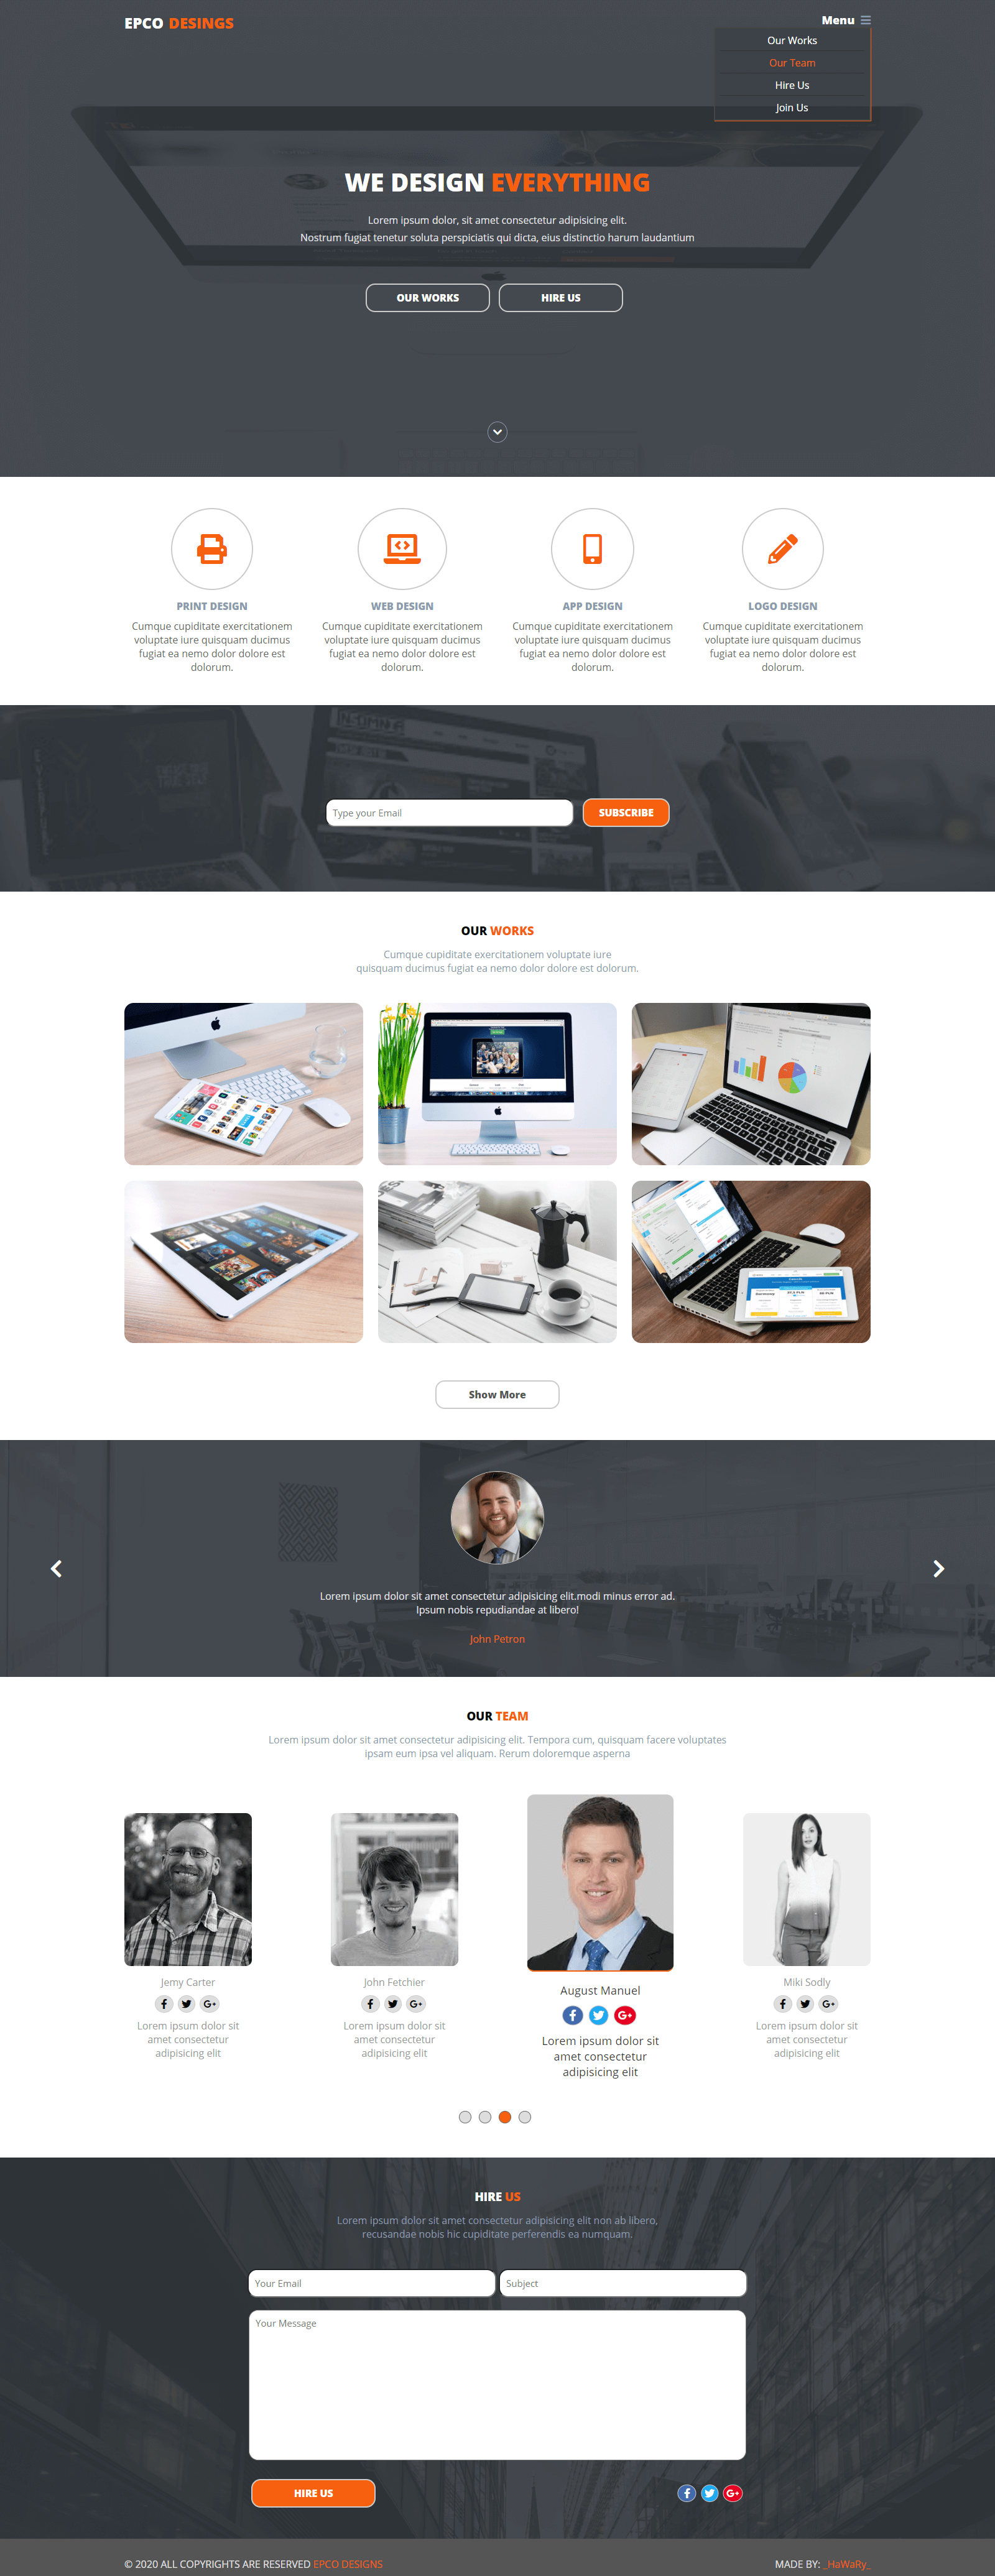 EPCO DESINGS
Menu
Our Works
Our Team
Hire Us
Join Us
WE DESIGN EVERYTHING
Lorem ipsum dolor, sit amet consectetur adipisicing elit.
Nostrum fugiat tenetur soluta perspiciatis qui dicta, eius distinctio harum laudantium
OUR WORKS
HIRE US
PRINT DESIGN
Cumque cupiditate exercitationem
voluptate iure quisquam ducimus
fugiat ea nemo dolor dolore est
dolorum.
WEB DESIGN
Cumque cupiditate exercitationem
voluptate iure quisquam ducimus
fugiat ea nemo dolor dolore est
dolorum.
APP DESIGN
Cumque cupiditate exercitationem
voluptate iure quisquam ducimus
fugiat ea nemo dolor dolore est
dolorum.
LOGO DESIGN
Cumque cupiditate exercitationem
voluptate iure quisquam ducimus
fugiat ea nemo dolor dolore est
dolorum.
Type your Email
SUBSCRIBE
OUR WORKS
Cumque cupiditate exercitationem voluptate iure
quisquam ducimus fugiat ea nemo dolor dolore est dolorum.
Show More
Lorem ipsum dolor sit amet consectetur adipisicing elit.modi minus error ad.
Ipsum nobis repudiandae at libero!
John Petron
OUR TEAM
Lorem ipsum dolor sit amet consectetur adipisicing elit. Tempora cum, quisquam facere voluptates
ipsam eum ipsa vel aliquam. Rerum doloremque asperna
Jemy Carter
Lorem ipsum dolor sit
amet consectetur
adipisicing elit
John Fetchier
Lorem ipsum dolor sit
amet consectetur
adipisicing elit
August Manuel
Lorem ipsum dolor sit
amet consectetur
adipisicing elit
Miki Sodly
Lorem ipsum dolor sit
amet consectetur
adipisicing elit
HIRE US
Lorem ipsum dolor sit amet consectetur adipisicing elit non ab libero,
recusandae nobis hic cupiditate perferendis ea numquam.
Your Email
Subject
Your Message
HIRE US
© 2020 ALL COPYRIGHTS ARE RESERVED EPCO DESIGNS
MADE BY: _HaWaRy_